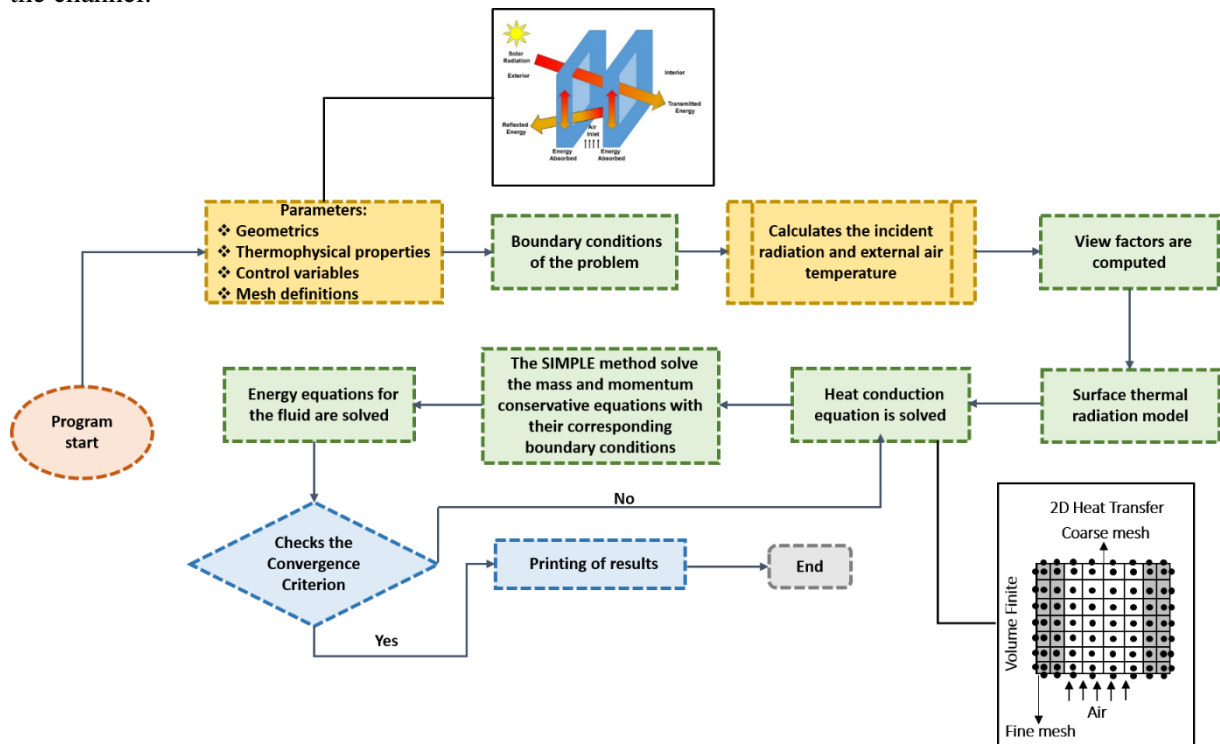 the channel.
Solar
Radiation
Exterior
Interior
Transmitted
Energy
Reflected
Energy
Air
Inlet
Energy
Absorbed
Energy
Absorbed
Parameters:
❖ Geometrics
❖ Thermophysical properties
❖ Control variables
❖ Mesh definitions
Boundary conditions
of the problem
Calculates the incident
radiation and external air
temperature
View factors are
computed
Surface thermal
radiation model
Heat conduction
equation is solved
The SIMPLE method solve
the mass and momentum
conservative equations with
their corresponding
boundary conditions
Energy equations for
the fluid are solved
Program
start
No
Checks the
Convergence
Criterion
Yes
Printing of results
End
2D Heat Transfer
Coarse mesh
Volume Finite
Air
Fine mesh